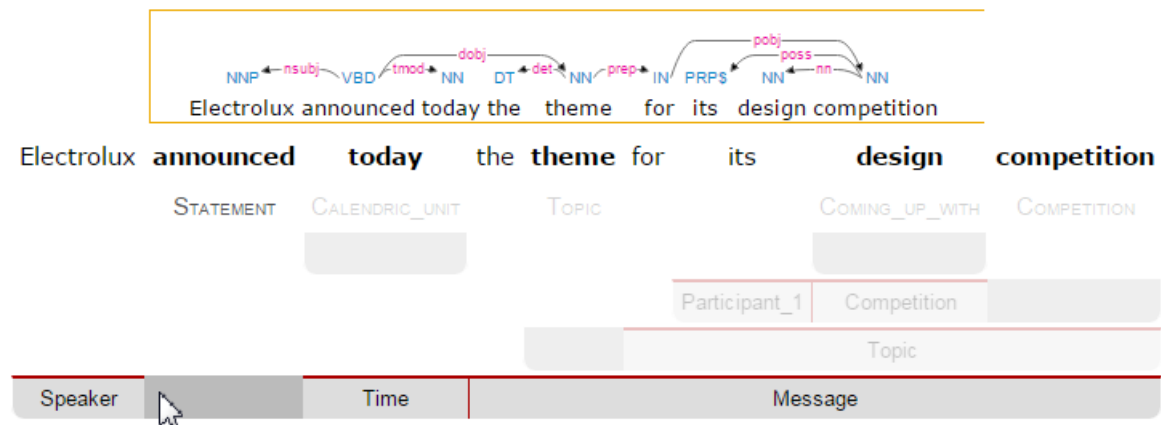 pobj
dobj poss
nsubj tmod det prep nn
NNP VBD NN DT NN IN PRP$ NN NN
Electrolux announced today the theme for its design competition
Electrolux announced today the theme for its design competition
STATEMENT CALENDRIC_UNIT TOPIC COMING_UP_WITH COMPETITION
Participant_1 Competition
Topic
Speaker Time Message